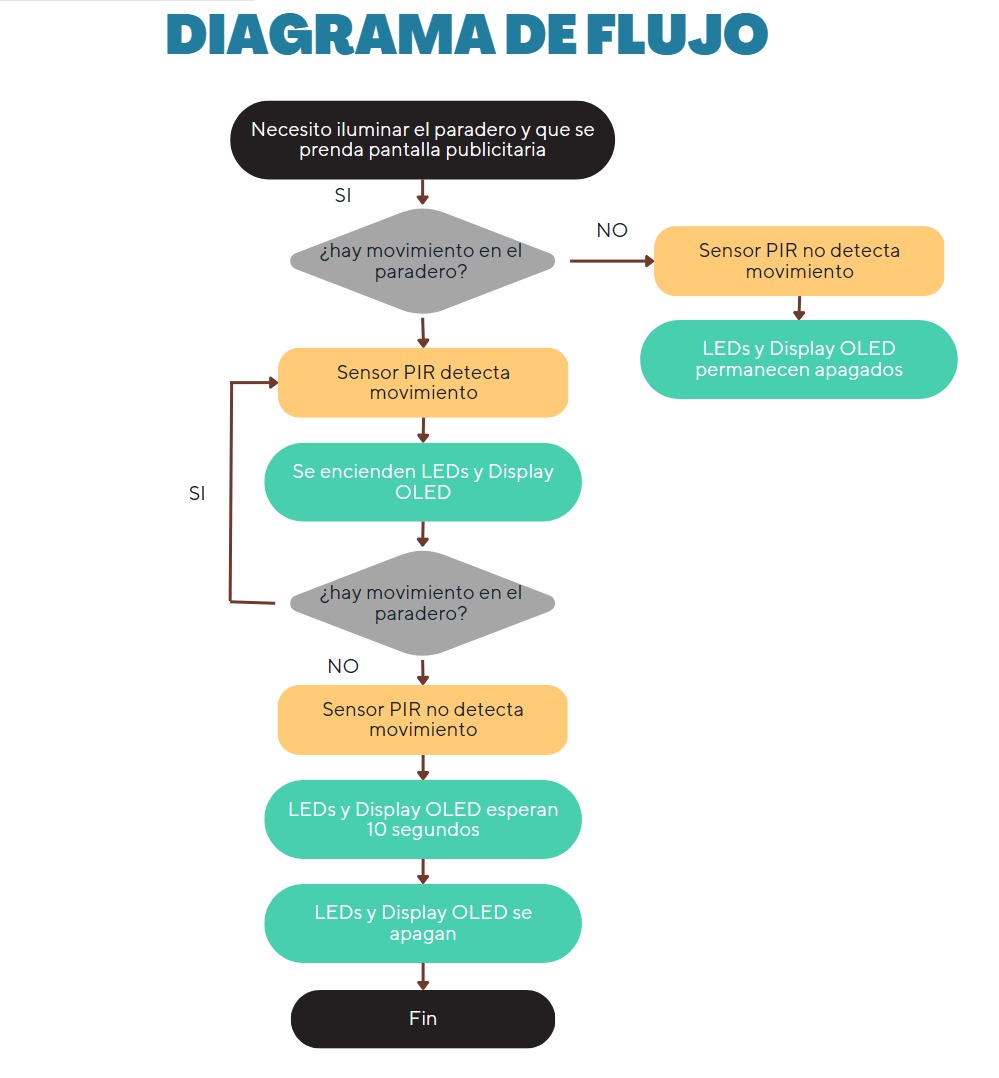 DIAGRAMA DE FLUJO
Necesito iluminar el paradero y que se
prenda pantalla publicitaria
SI
¿hay movimiento en el
paradero?
NO
Sensor PIR no detecta
movimiento
LEDs y Display OLED
permanecen apagados
Sensor PIR detecta
movimiento
Se encienden LEDs y Display
OLED
SI
¿hay movimiento en el
paradero?
NO
Sensor PIR no detecta
movimiento
LEDs y Display OLED esperan
10 segundos
LEDs y Display OLED se
apagan
Fin